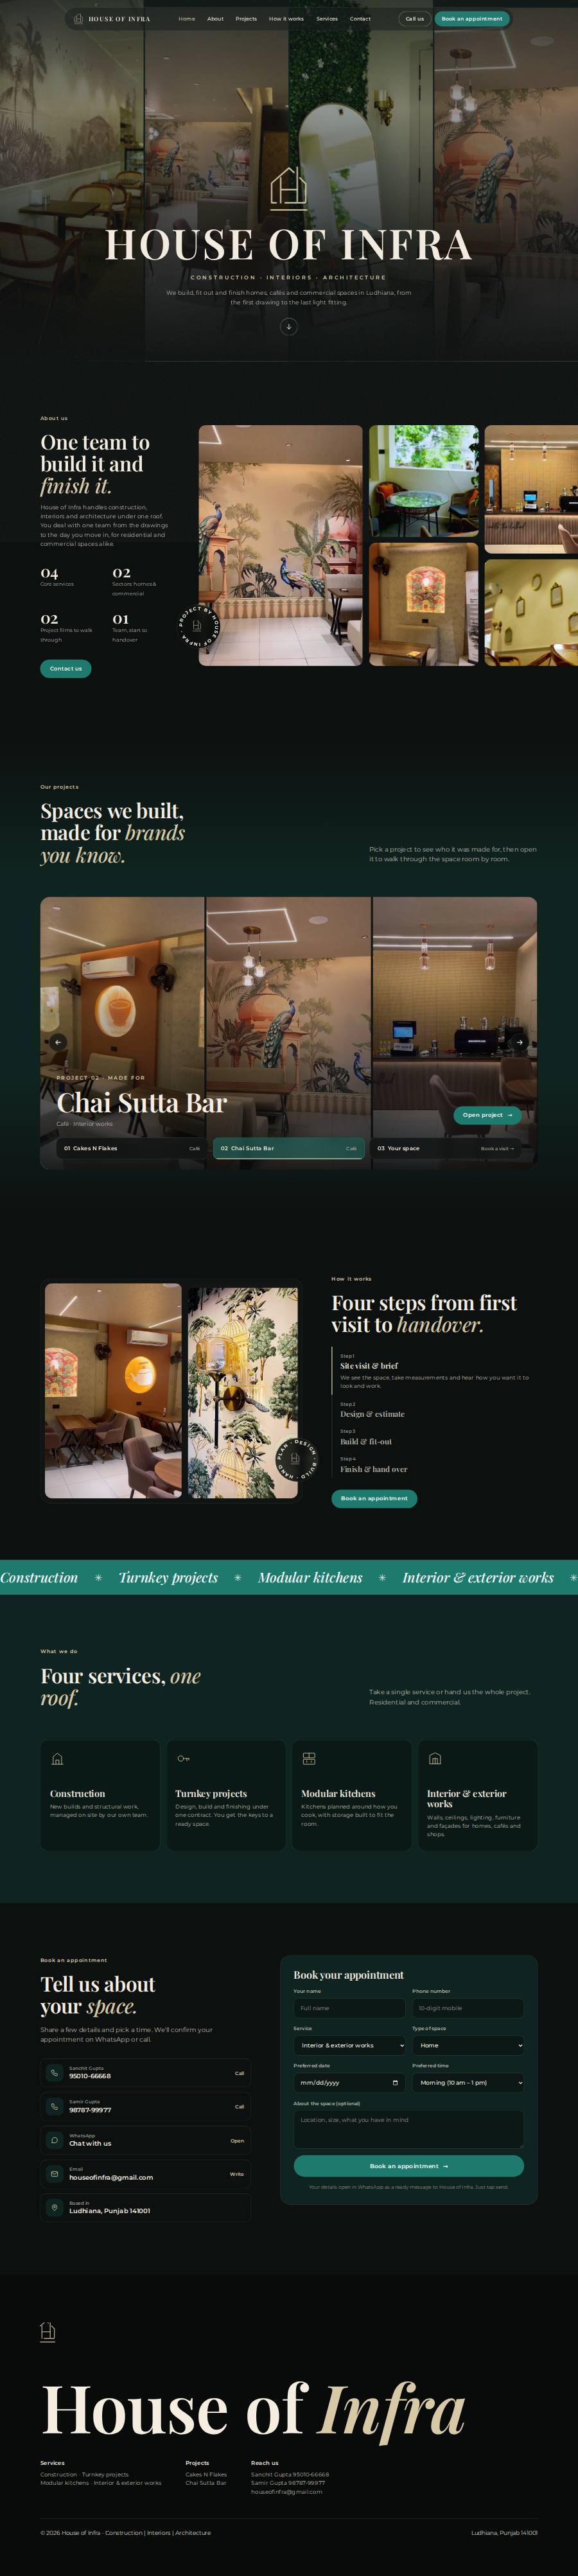 HOUSE OF INFRA
Home
About
Projects
How it works
Services
Contact
Call us
Book an appointment
HOUSE OF INFRA
CONSTRUCTION · INTERIORS · ARCHITECTURE
We build, fit out and finish homes, cafés and commercial spaces in Ludhiana, from
the first drawing to the last light fitting.
About us
One team to
build it and
finish it.
House of Infra handles construction,
interiors and architecture under one roof.
You deal with one team from the drawings
to the day you move in, for residential and
commercial spaces alike.
04
Core services
02
Sectors: homes &
commercial
02
Project films to walk
through
01
Team, start to
handover
Contact us
PROJECT BY HOUSE OF INFRA ·
Our projects
Spaces we built,
made for brands
you know.
Pick a project to see who it was made for, then open
it to walk through the space room by room.
PROJECT 02 · MADE FOR
Chai Sutta Bar
Café · Interior works
Open project →
01 Cakes N Flakes
Café
02 Chai Sutta Bar
Café
03 Your space
Book a visit →
How it works
Four steps from first
visit to handover.
Step 1
Site visit & brief
We see the space, take measurements and hear how you want it to
look and work.
Step 2
Design & estimate
Step 3
Build & fit-out
Step 4
Finish & hand over
Book an appointment
PLAN · DESIGN · BUILD · HAND
Construction ✳ Turnkey projects ✳ Modular kitchens ✳ Interior & exterior works ✳
What we do
Four services, one
roof.
Take a single service or hand us the whole project.
Residential and commercial.
Construction
New builds and structural work,
managed on site by our own team.
Turnkey projects
Design, build and finishing under
one contract. You get the keys to a
ready space.
Modular kitchens
Kitchens planned around how you
cook, with storage built to fit the
room.
Interior & exterior
works
Walls, ceilings, lighting, furniture
and façades for homes, cafés and
shops.
Book an appointment
Tell us about
your space.
Share a few details and pick a time. We'll confirm your
appointment on WhatsApp or call.
Sanchit Gupta
95010-66668
Call
Samir Gupta
98787-99977
Call
WhatsApp
Chat with us
Open
Email
houseofinfra@gmail.com
Write
Based in
Ludhiana, Punjab 141001
Book your appointment
Your name
Phone number
Full name
10-digit mobile
Service
Type of space
Interior & exterior works
Home
Preferred date
Preferred time
mm/dd/yyyy
Morning (10 am – 1 pm)
About the space (optional)
Location, size, what you have in mind
Book an appointment →
Your details open in WhatsApp as a ready message to House of Infra. Just tap send.
House of Infra
Services
Construction · Turnkey projects
Modular kitchens · Interior & exterior works
Projects
Cakes N Flakes
Chai Sutta Bar
Reach us
Sanchit Gupta 95010-66668
Samir Gupta 98787-99977
houseofinfra@gmail.com
© 2026 House of Infra · Construction | Interiors | Architecture
Ludhiana, Punjab 141001